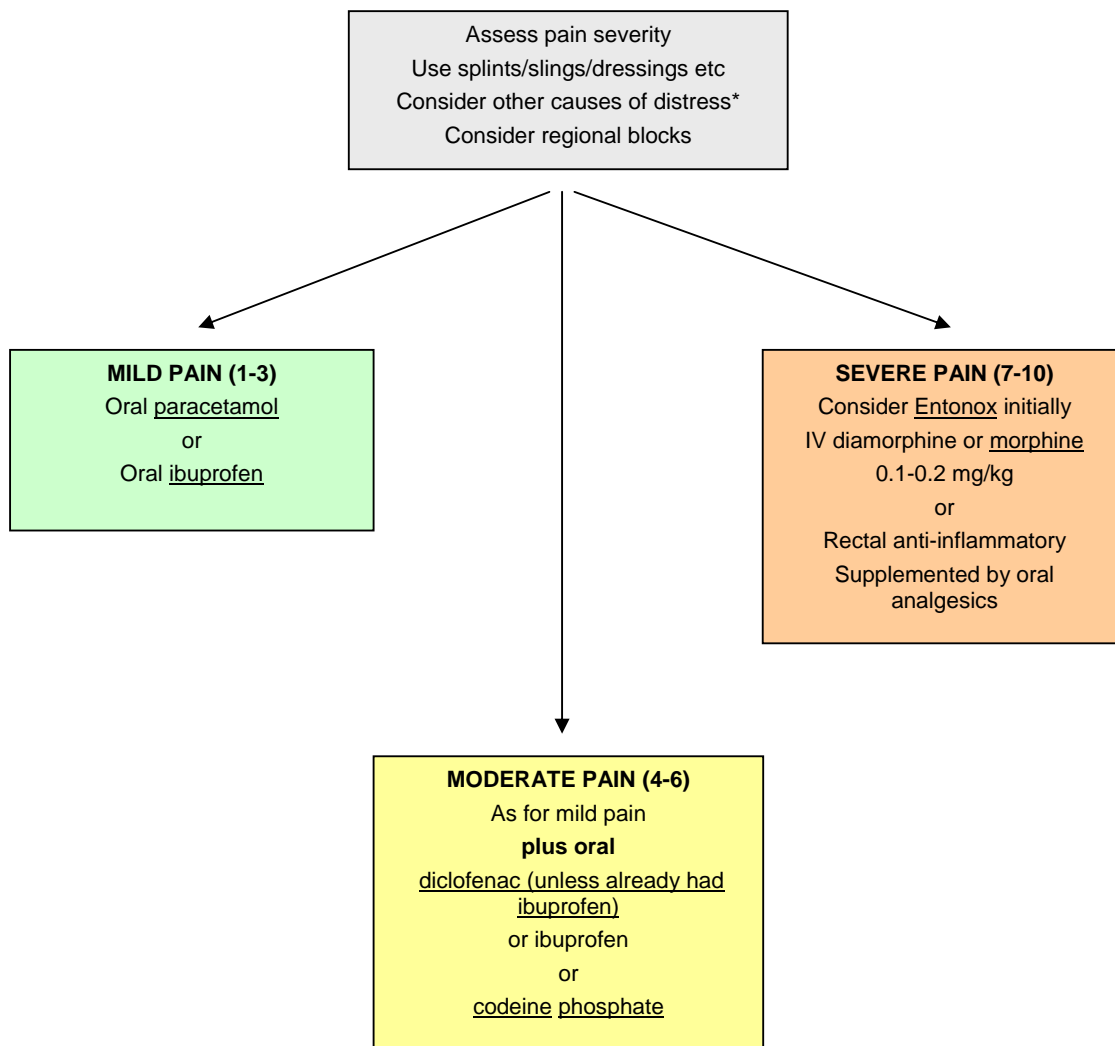 Assess pain severity
Use splints/slings/dressings etc
Consider other causes of distress*
Consider regional blocks
MILD PAIN (1-3)
Oral paracetamol
or
Oral ibuprofen
SEVERE PAIN (7-10)
Consider Entonox initially
IV diamorphine or morphine
0.1-0.2 mg/kg
or
Rectal anti-inflammatory
Supplemented by oral
analgesics
MODERATE PAIN (4-6)
As for mild pain
plus oral
diclofenac (unless already had
ibuprofen)
or ibuprofen
or
codeine phosphate